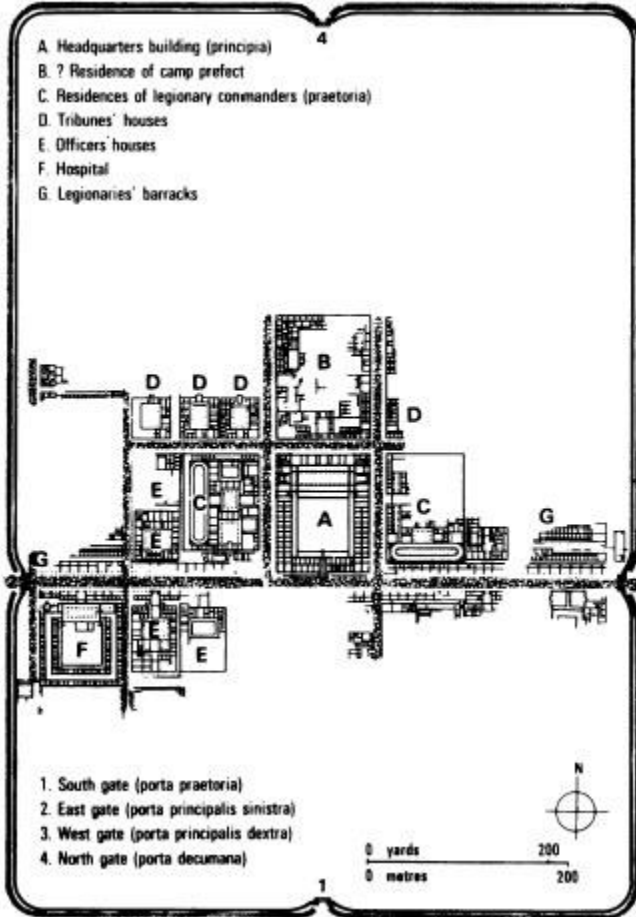 4
A. Headquarters building (principia)
B. ? Residence of camp prefect
C. Residences of legionary commanders (praetoria)
D. Tribunes' houses
E. Officers' houses
F. Hospital
G. Legionaries' barracks
B
D D D
D
E
C
C
A
G
E
G
2
F
E
E
1. South gate (porta praetoria)
2. East gate (porta principalis sinistra)
3. West gate (porta principalis dextra)
4. North gate (porta decumana)
N
0 yards 200
0 metres 200
1